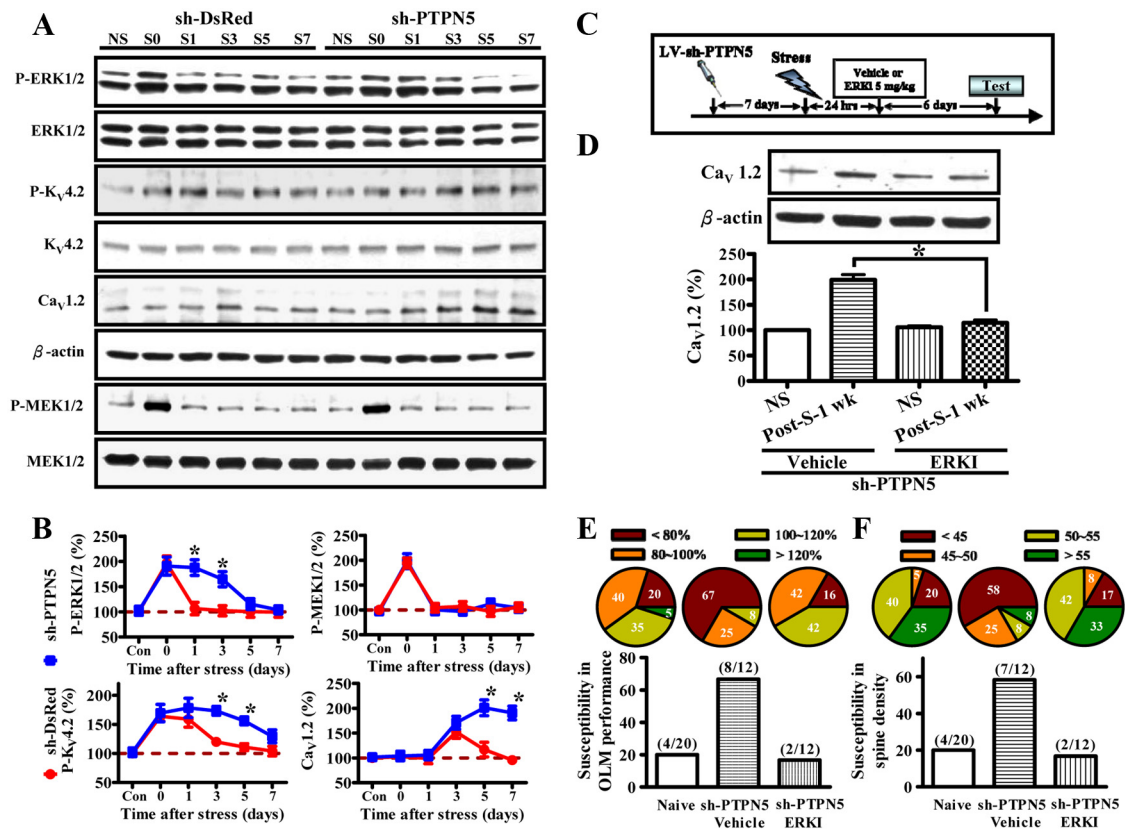 A
sh-DsRed sh-PTPN5
NS S0 S1 S3 S5 S7 NS S0 S1 S3 S5 S7
P-ERK1/2
ERK1/2
P-KV4.2
KV4.2
CaV1.2
β-actin
P-MEK1/2
MEK1/2
B
sh-PTPN5
sh-DsRed
P-ERK1/2 (%)
250
200
150
100
50
Con 0 1 3 5 7
Time after stress (days)
* *
P-MEK1/2 (%)
250
200
150
100
50
Con 0 1 3 5 7
Time after stress (days)
P-KV4.2 (%)
200
150
100
50
Con 0 1 3 5 7
Time after stress (days)
* *
CaV1.2 (%)
250
200
150
100
50
Con 0 1 3 5 7
Time after stress (days)
* *
C
LV-sh-PTPN5
Stress
Vehicle or
ERKI 5 mg/kg
Test
7 days 24 hrs 6 days
D
CaV 1.2
β-actin
CaV1.2 (%)
250
200
150
100
50
0
*
NS Post-S-1 wk NS Post-S-1 wk
Vehicle ERKI
sh-PTPN5
E
< 80% 100~120%
80~100% > 120%
40 20 5 35
67 8 25
42 16 42
Susceptibility in
OLM performance
80
60
40
20
0
(4/20) (8/12) (2/12)
Naive sh-PTPN5 sh-PTPN5
Vehicle ERKI
F
< 45 50~55
45~50 > 55
5 20 40 35
58 8 25 8
8 17 42 33
Susceptibility in
spine density
80
60
40
20
0
(4/20) (7/12) (2/12)
Naive sh-PTPN5 sh-PTPN5
Vehicle ERKI